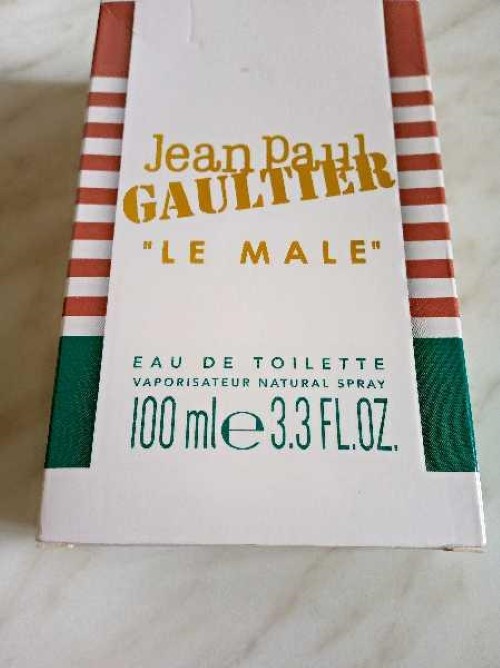 Jean Paul
GAULTIER
"LE MALE"
EAU DE TOILETTE
VAPORISATEUR NATURAL SPRAY
100 ml e 3.3 FL.OZ.